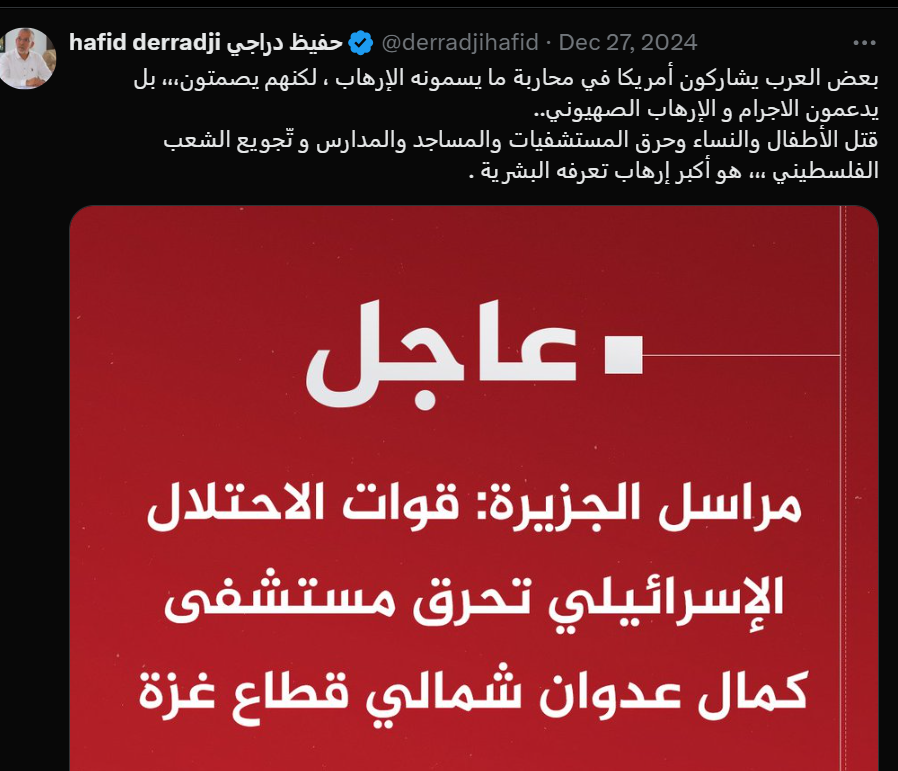 hafid derradji حفيظ دراجي @derradjihafid · Dec 27, 2024
بعض العرب يشاركون أمريكا في محاربة ما يسمونه الإرهاب ، لكنهم يصمتون،،، بل
يدعمون الاجرام و الإرهاب الصهيوني..
قتل الأطفال والنساء وحرق المستشفيات والمساجد والمدارس و تّجويع الشعب
الفلسطيني ،،، هو أكبر إرهاب تعرفه البشرية .
عاجل
مراسل الجزيرة: قوات الاحتلال
الإسرائيلي تحرق مستشفى
كمال عدوان شمالي قطاع غزة